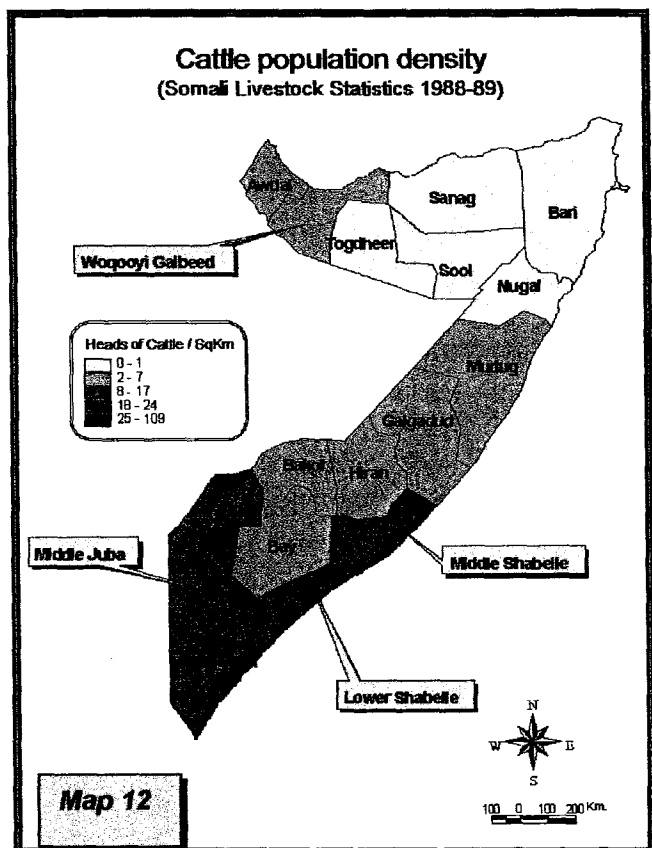 Cattle population density
(Somali Livestock Statistics 1988-89)
Awdal
Sanag
Bari
Togdheer
Woqooyi Galbeed
Sool
Nugal
Heads of Cattle / SqKm
0 - 1
2 - 7
8 - 17
18 - 24
25 - 109
Mudug
Galgadud
Bakol
Hiran
Bay
Middle Juba
Middle Shabelle
Lower Shabelle
N
W
E
S
Map 12
100 0 100 200 Km.